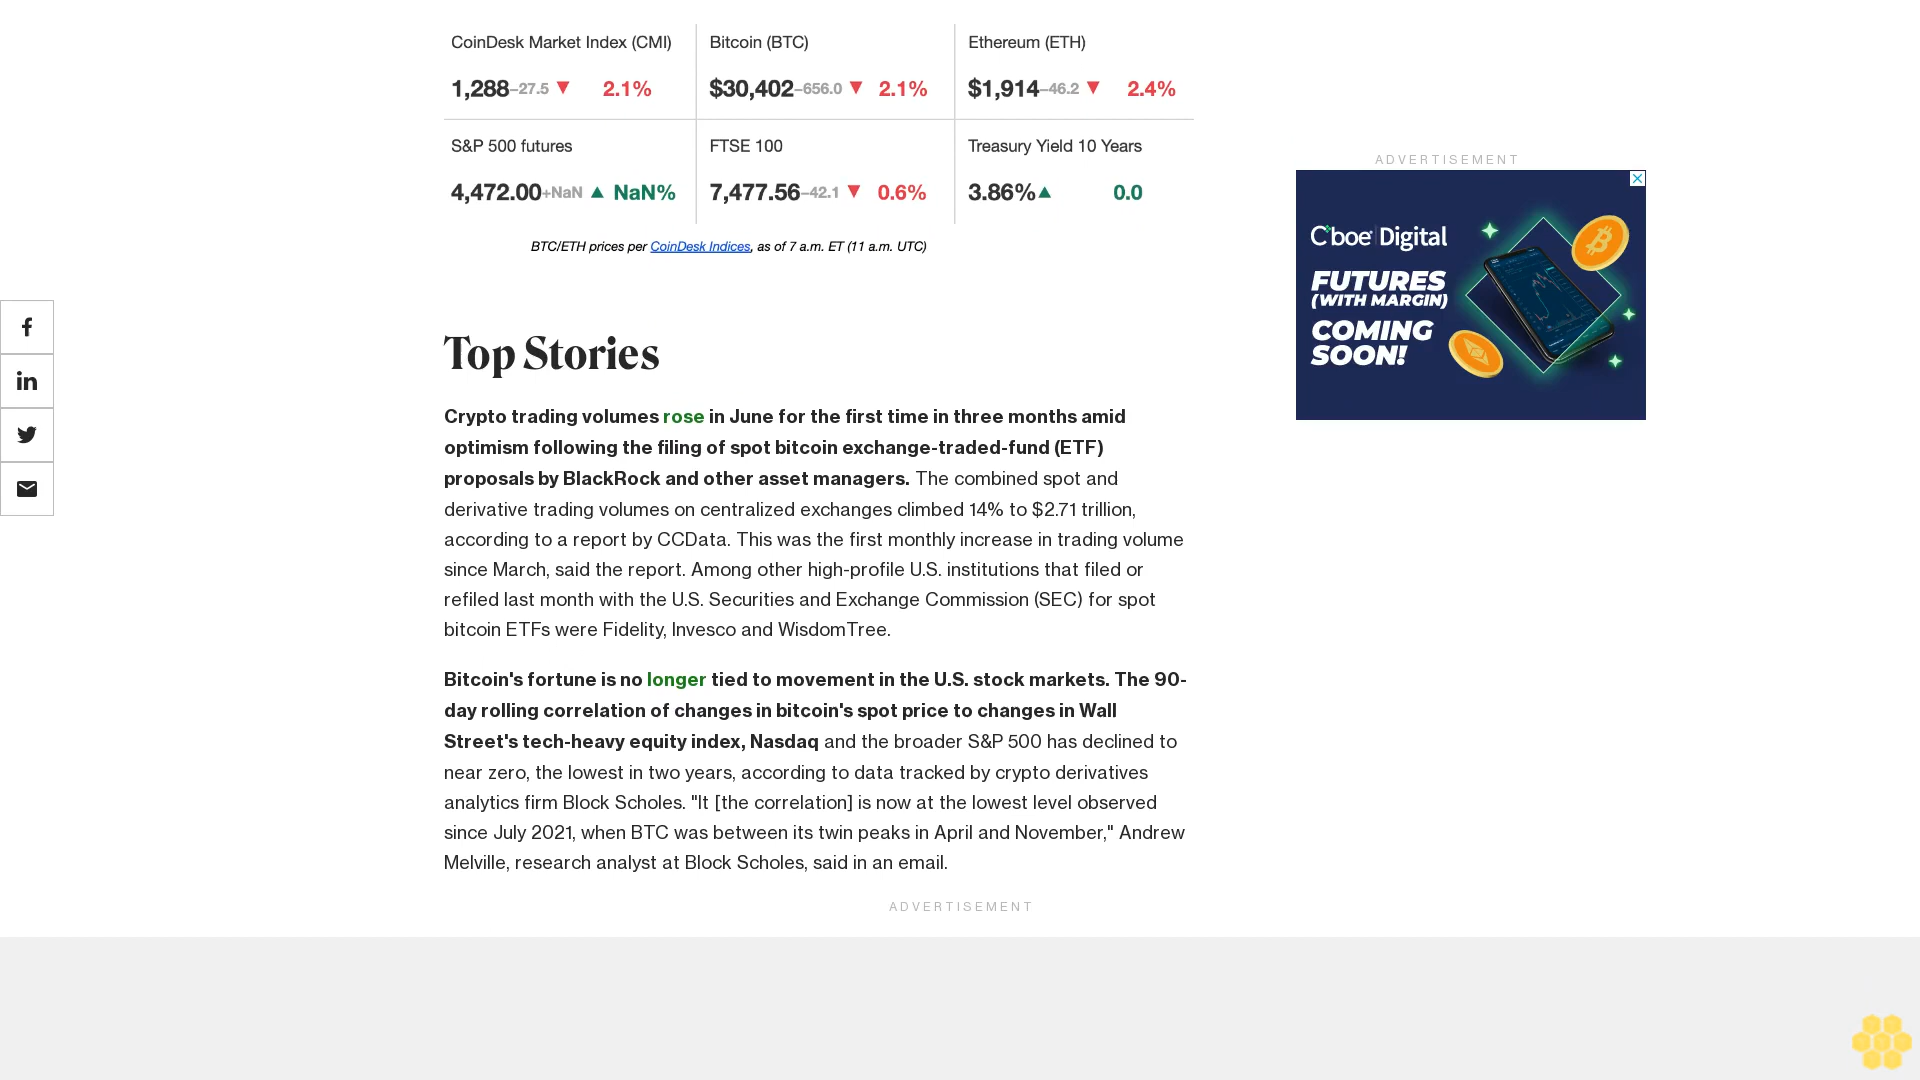 CoinDesk Market Index (CMI)
1,288 –27.5 ▼ 2.1%
Bitcoin (BTC)
$30,402 –656.0 ▼ 2.1%
Ethereum (ETH)
$1,914 –46.2 ▼ 2.4%
S&P 500 futures
4,472.00 +NaN ▲ NaN%
FTSE 100
7,477.56 –42.1 ▼ 0.6%
Treasury Yield 10 Years
3.86% ▲ 0.0
BTC/ETH prices per CoinDesk Indices, as of 7 a.m. ET (11 a.m. UTC)
ADVERTISEMENT
Cboe Digital
FUTURES
(WITH MARGIN)
COMING
SOON!
Top Stories
Crypto trading volumes rose in June for the first time in three months amid
optimism following the filing of spot bitcoin exchange-traded-fund (ETF)
proposals by BlackRock and other asset managers. The combined spot and
derivative trading volumes on centralized exchanges climbed 14% to $2.71 trillion,
according to a report by CCData. This was the first monthly increase in trading volume
since March, said the report. Among other high-profile U.S. institutions that filed or
refiled last month with the U.S. Securities and Exchange Commission (SEC) for spot
bitcoin ETFs were Fidelity, Invesco and WisdomTree.
Bitcoin's fortune is no longer tied to movement in the U.S. stock markets. The 90-
day rolling correlation of changes in bitcoin's spot price to changes in Wall
Street's tech-heavy equity index, Nasdaq and the broader S&P 500 has declined to
near zero, the lowest in two years, according to data tracked by crypto derivatives
analytics firm Block Scholes. "It [the correlation] is now at the lowest level observed
since July 2021, when BTC was between its twin peaks in April and November," Andrew
Melville, research analyst at Block Scholes, said in an email.
ADVERTISEMENT